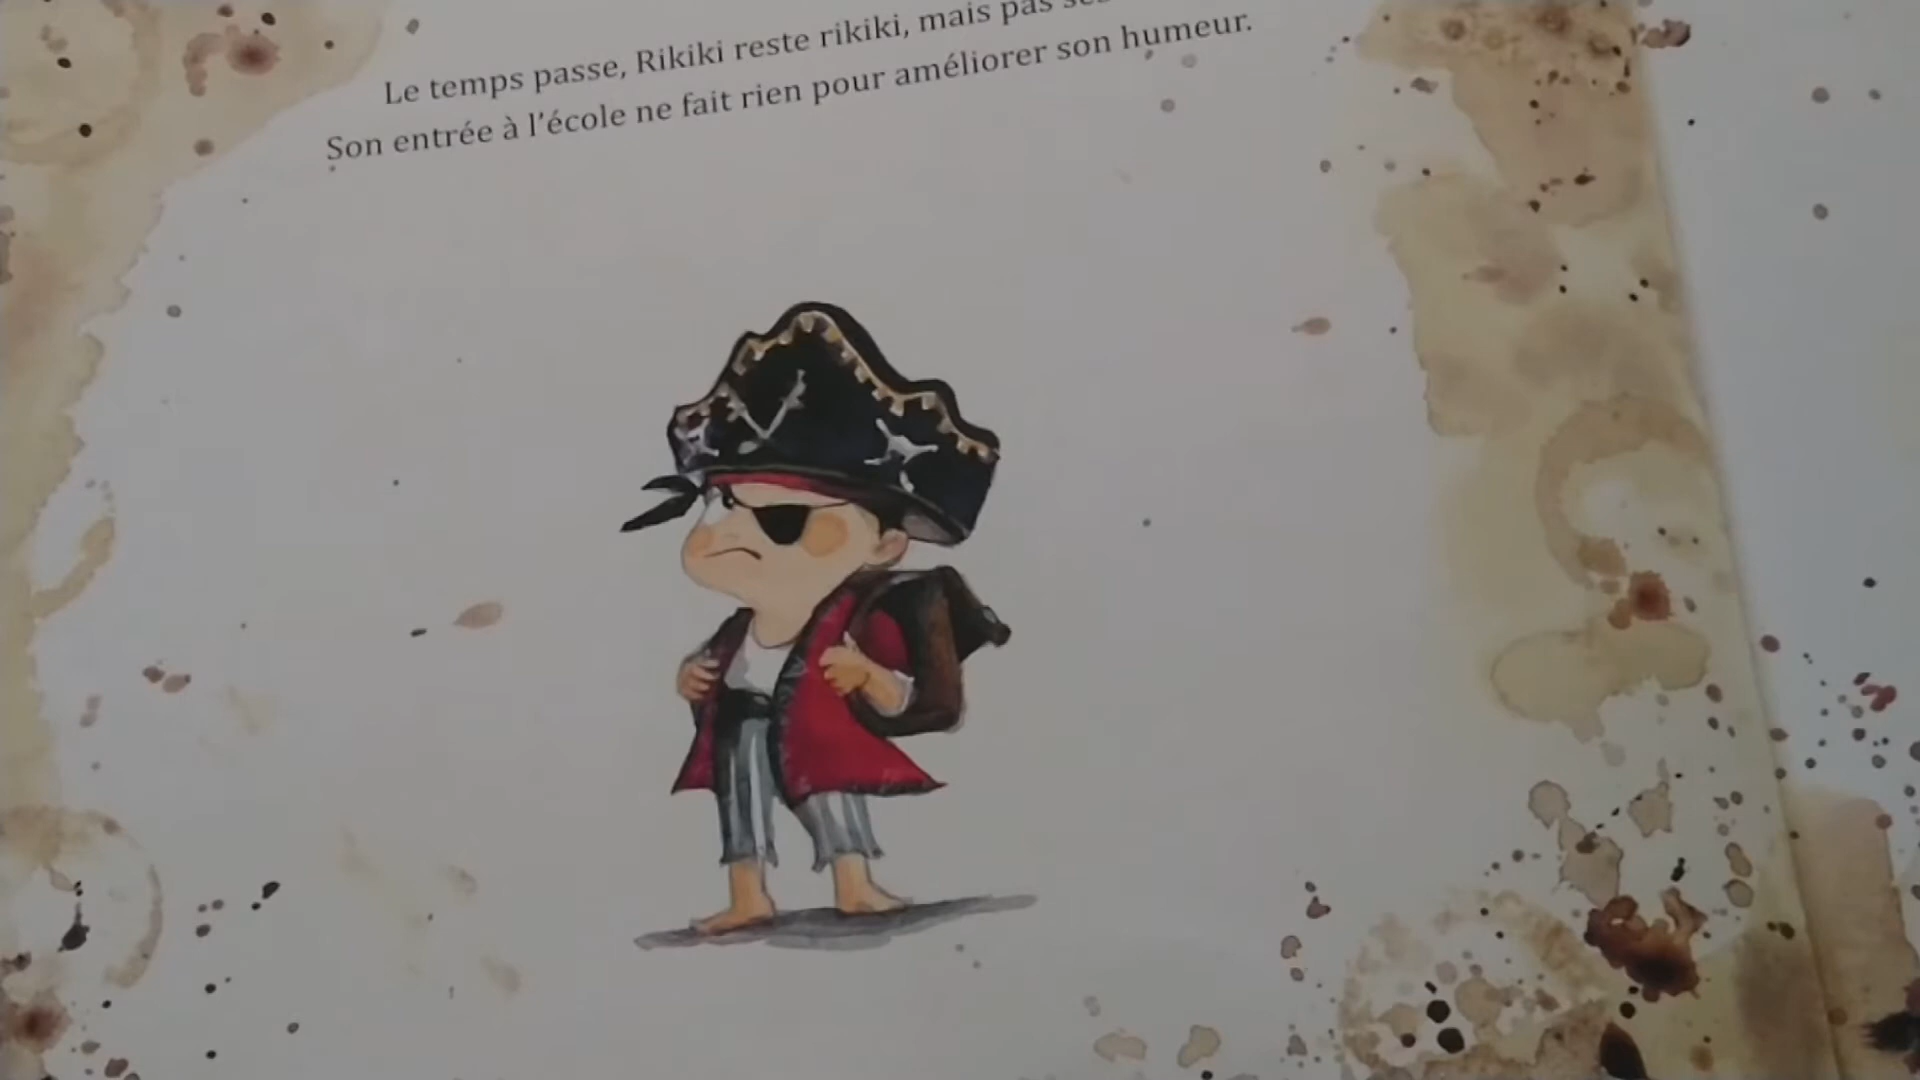 Le temps passe, Rikiki reste rikiki, mais pas
Son entrée à l'école ne fait rien pour améliorer son humeur.